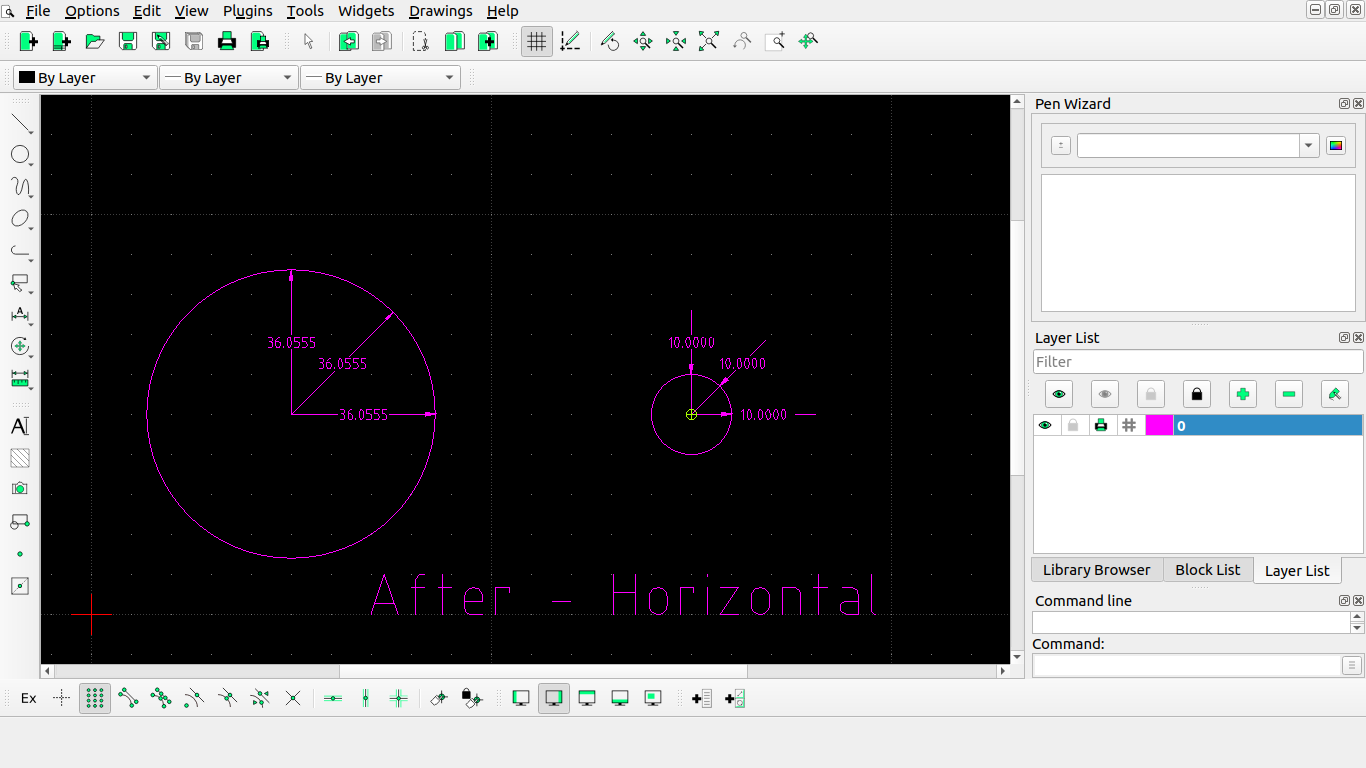 File Options Edit View Plugins Tools Widgets Drawings Help
By Layer By Layer By Layer
Pen Wizard
36.0555
36.0555
36.0555
10.0000
10.0000
10.0000
After - Horizontal
Layer List
Filter
0
Library Browser Block List Layer List
Command line
Command:
Ex